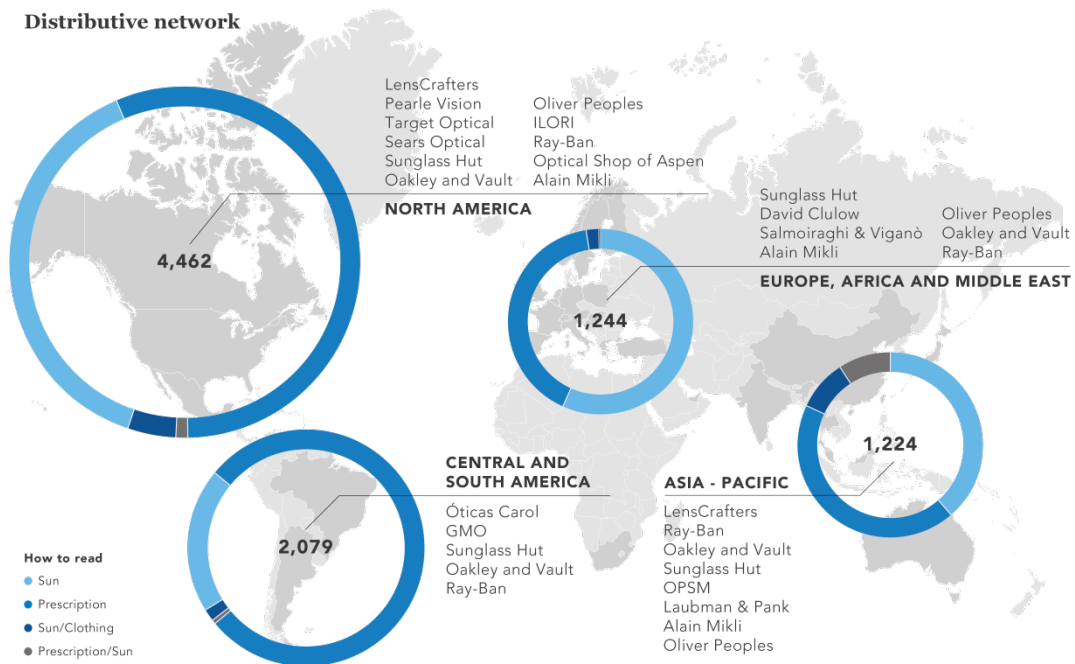 Distributive network
LensCrafters
Pearle Vision
Target Optical
Sears Optical
Sunglass Hut
Oakley and Vault
Oliver Peoples
ILORI
Ray-Ban
Optical Shop of Aspen
Alain Mikli
NORTH AMERICA
4,462
Sunglass Hut
David Clulow
Salmoiraghi & Viganò
Alain Mikli
Oliver Peoples
Oakley and Vault
Ray-Ban
EUROPE, AFRICA AND MIDDLE EAST
1,244
1,224
CENTRAL AND
SOUTH AMERICA
2,079
Óticas Carol
GMO
Sunglass Hut
Oakley and Vault
Ray-Ban
ASIA - PACIFIC
LensCrafters
Ray-Ban
Oakley and Vault
Sunglass Hut
OPSM
Laubman & Pank
Alain Mikli
Oliver Peoples
How to read
Sun
Prescription
Sun/Clothing
Prescription/Sun